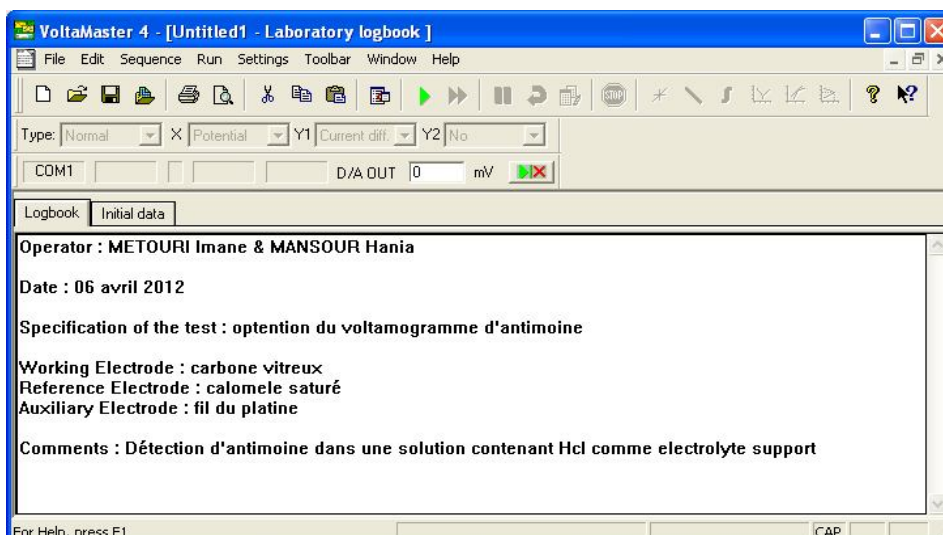 VoltaMaster 4 - [Untitled1 - Laboratory logbook ]
File Edit Sequence Run Settings Toolbar Window Help
STOP
Type: Normal X Potential Y1 Current diff. Y2 No
COM1 D/A OUT 0 mV
Logbook Initial data
Operator : METOURI Imane & MANSOUR Hania
Date : 06 avril 2012
Specification of the test : optention du voltamogramme d'antimoine
Working Electrode : carbone vitreux
Reference Electrode : calomele saturé
Auxiliary Electrode : fil du platine
Comments : Détection d'antimoine dans une solution contenant Hcl comme electrolyte support
For Help, press F1 CAP